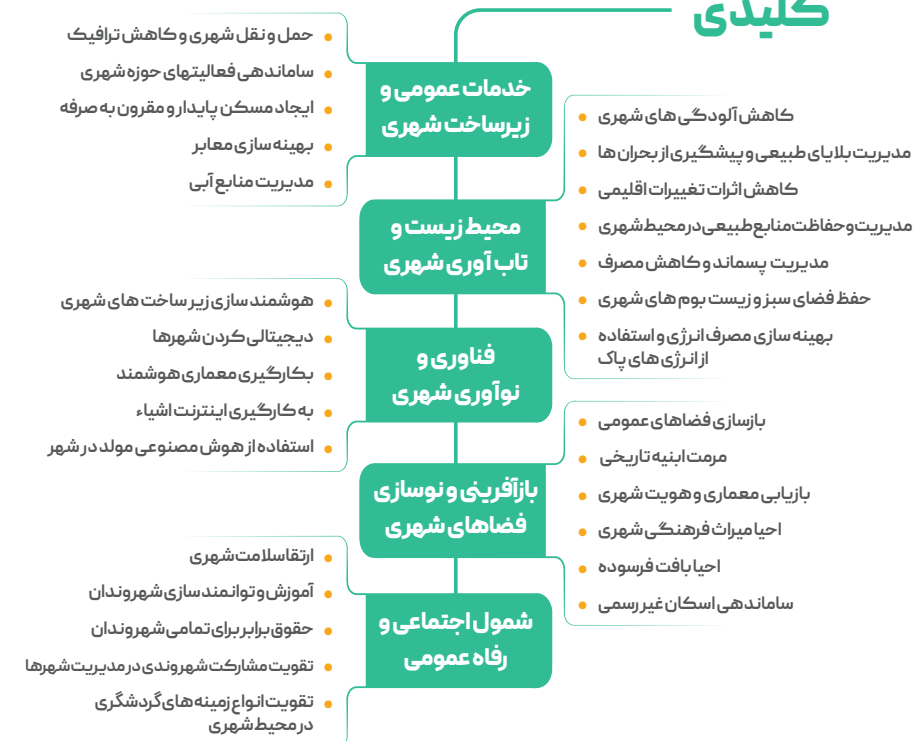 کلیدی
خدمات عمومی و
زیرساخت شهری
حمل و نقل شهری و کاهش ترافیک
ساماندهی فعالیتهای حوزه شهری
ایجاد مسکن پایدار و مقرون به صرفه
بهینه سازی معابر
مدیریت منابع آبی
محیط زیست و
تاب آوری شهری
کاهش آلودگی های شهری
مدیریت بلایای طبیعی و پیشگیری از بحران ها
کاهش اثرات تغییرات اقلیمی
مدیریت و حفاظت منابع طبیعی در محیط شهری
مدیریت پسماند و کاهش مصرف
حفظ فضای سبز و زیست بوم های شهری
بهینه سازی مصرف انرژی و استفاده
از انرژی های پاک
فناوری و
نوآوری شهری
هوشمند سازی زیر ساخت های شهری
دیجیتالی کردن شهرها
بکارگیری معماری هوشمند
به کارگیری اینترنت اشیاء
استفاده از هوش مصنوعی مولد در شهر
بازآفرینی و نوسازی
فضاهای شهری
بازسازی فضاهای عمومی
مرمت ابنیه تاریخی
بازیابی معماری و هویت شهری
احیا میراث فرهنگی شهری
احیا بافت فرسوده
ساماندهی اسکان غیر رسمی
شمول اجتماعی و
رفاه عمومی
ارتقا سلامت شهری
آموزش و توانمند سازی شهروندان
حقوق برابر برای تمامی شهروندان
تقویت مشارکت شهروندی در مدیریت شهرها
تقویت انواع زمینه های گردشگری
در محیط شهری